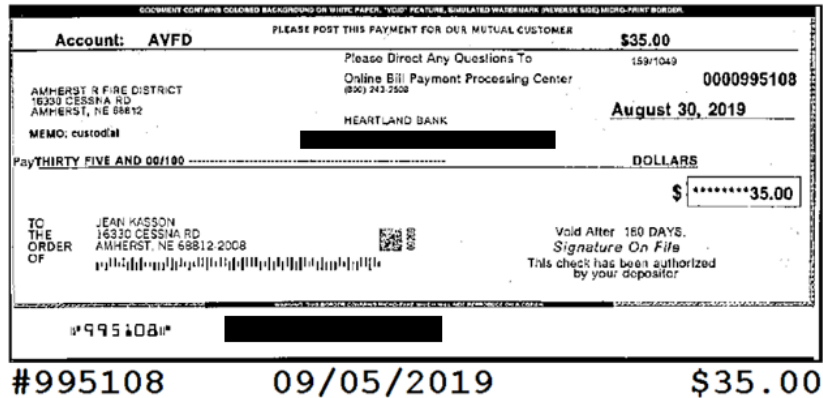 DOCUMENT CONTAINS COLORED BACKGROUND ON WHITE PAPER, "VOID" FEATURE, SIMULATED WATERMARK (REVERSE SIDE) MICRO-PRINT BORDER.
PLEASE POST THIS PAYMENT FOR OUR MUTUAL CUSTOMER
Account: AVFD
$35.00
Please Direct Any Questions To
159/1049
Online Bill Payment Processing Center
0000995108
(800) 243-2508
AMHERST R FIRE DISTRICT
16330 CESSNA RD
AMHERST, NE 68812
August 30, 2019
HEARTLAND BANK
MEMO: custodial
Pay THIRTY FIVE AND 00/100 ---------- DOLLARS
$ ********35.00
TO THE ORDER OF
JEAN KASSON
16330 CESSNA RD
AMHERST, NE 68812-2008
Void After 180 DAYS.
Signature On File
This check has been authorized
by your depositor
⑈995108⑈
#995108 09/05/2019 $35.00